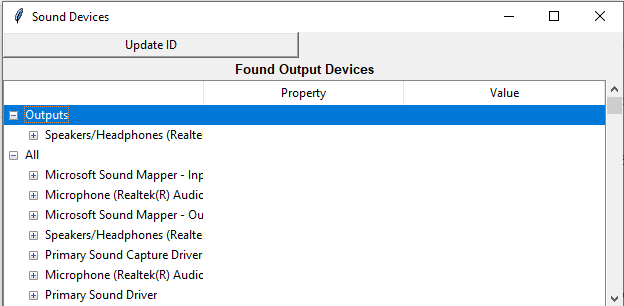 Sound Devices
Update ID
Found Output Devices
Property Value
Outputs
Speakers/Headphones (Realte
All
Microsoft Sound Mapper - Inp
Microphone (Realtek(R) Audic
Microsoft Sound Mapper - Ou
Speakers/Headphones (Realte
Primary Sound Capture Driver
Microphone (Realtek(R) Audic
Primary Sound Driver